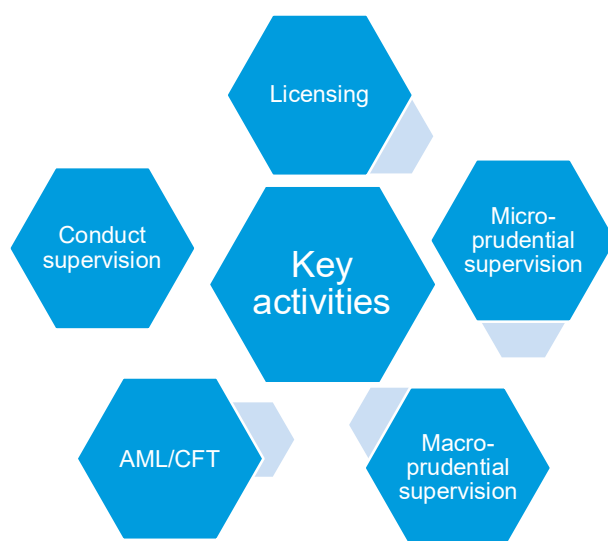 Licensing
Micro-
prudential
supervision
Conduct
supervision
Key
activities
AML/CFT
Macro-
prudential
supervision